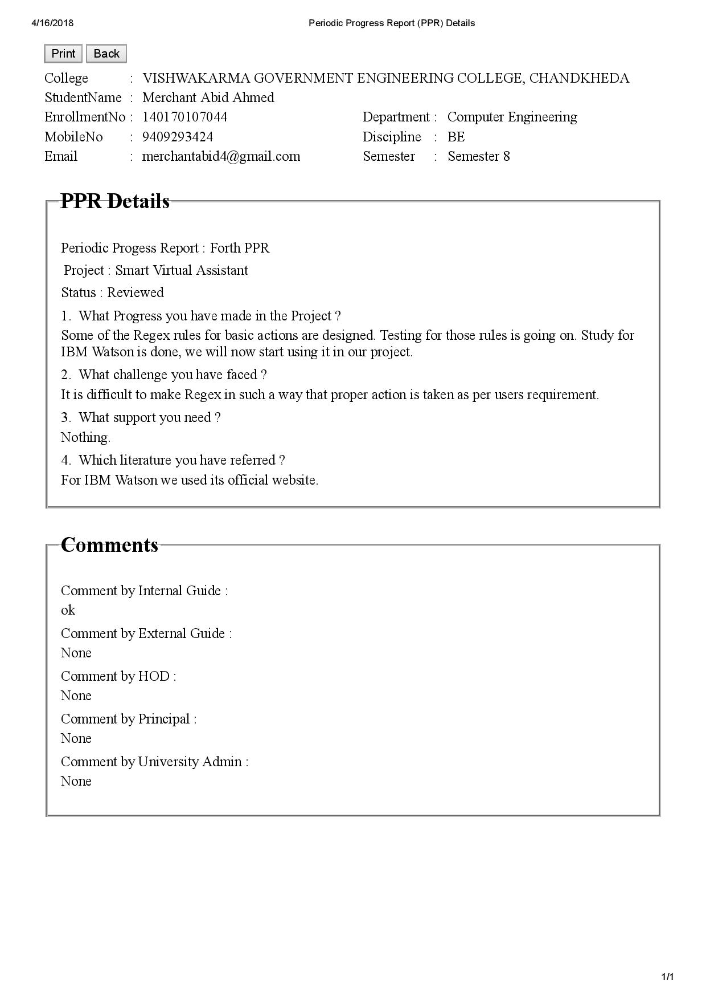 4/16/2018 Periodic Progress Report (PPR) Details
Print Back
College : VISHWAKARMA GOVERNMENT ENGINEERING COLLEGE, CHANDKHEDA
StudentName : Merchant Abid Ahmed
EnrollmentNo : 140170107044 Department : Computer Engineering
MobileNo : 9409293424 Discipline : BE
Email : merchantabid4@gmail.com Semester : Semester 8
PPR Details
Periodic Progess Report : Forth PPR
Project : Smart Virtual Assistant
Status : Reviewed
1. What Progress you have made in the Project ?
Some of the Regex rules for basic actions are designed. Testing for those rules is going on. Study for
IBM Watson is done, we will now start using it in our project.
2. What challenge you have faced ?
It is difficult to make Regex in such a way that proper action is taken as per users requirement.
3. What support you need ?
Nothing.
4. Which literature you have referred ?
For IBM Watson we used its official website.
Comments
Comment by Internal Guide :
ok
Comment by External Guide :
None
Comment by HOD :
None
Comment by Principal :
None
Comment by University Admin :
None
1/1